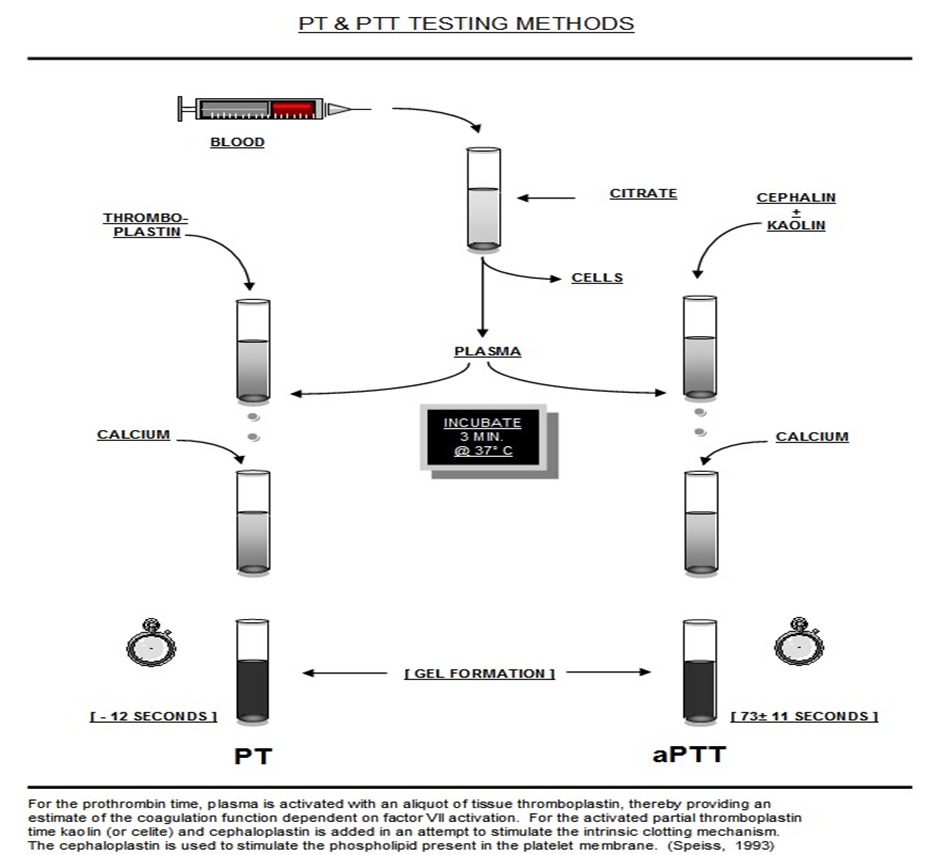 PT & PTT TESTING METHODS
BLOOD
CITRATE
CEPHALIN
±
KAOLIN
THROMBO-
PLASTIN
CELLS
PLASMA
INCUBATE
3 MIN.
@ 37° C
CALCIUM
CALCIUM
[ GEL FORMATION ]
[ - 12 SECONDS ]
[ 73± 11 SECONDS ]
PT
aPTT
For the prothrombin time, plasma is activated with an aliquot of tissue thromboplastin, thereby providing an
estimate of the coagulation function dependent on factor VII activation. For the activated partial thromboplastin
time kaolin (or celite) and cephaloplastin is added in an attempt to stimulate the intrinsic clotting mechanism.
The cephaloplastin is used to stimulate the phospholipid present in the platelet membrane. (Speiss, 1993)